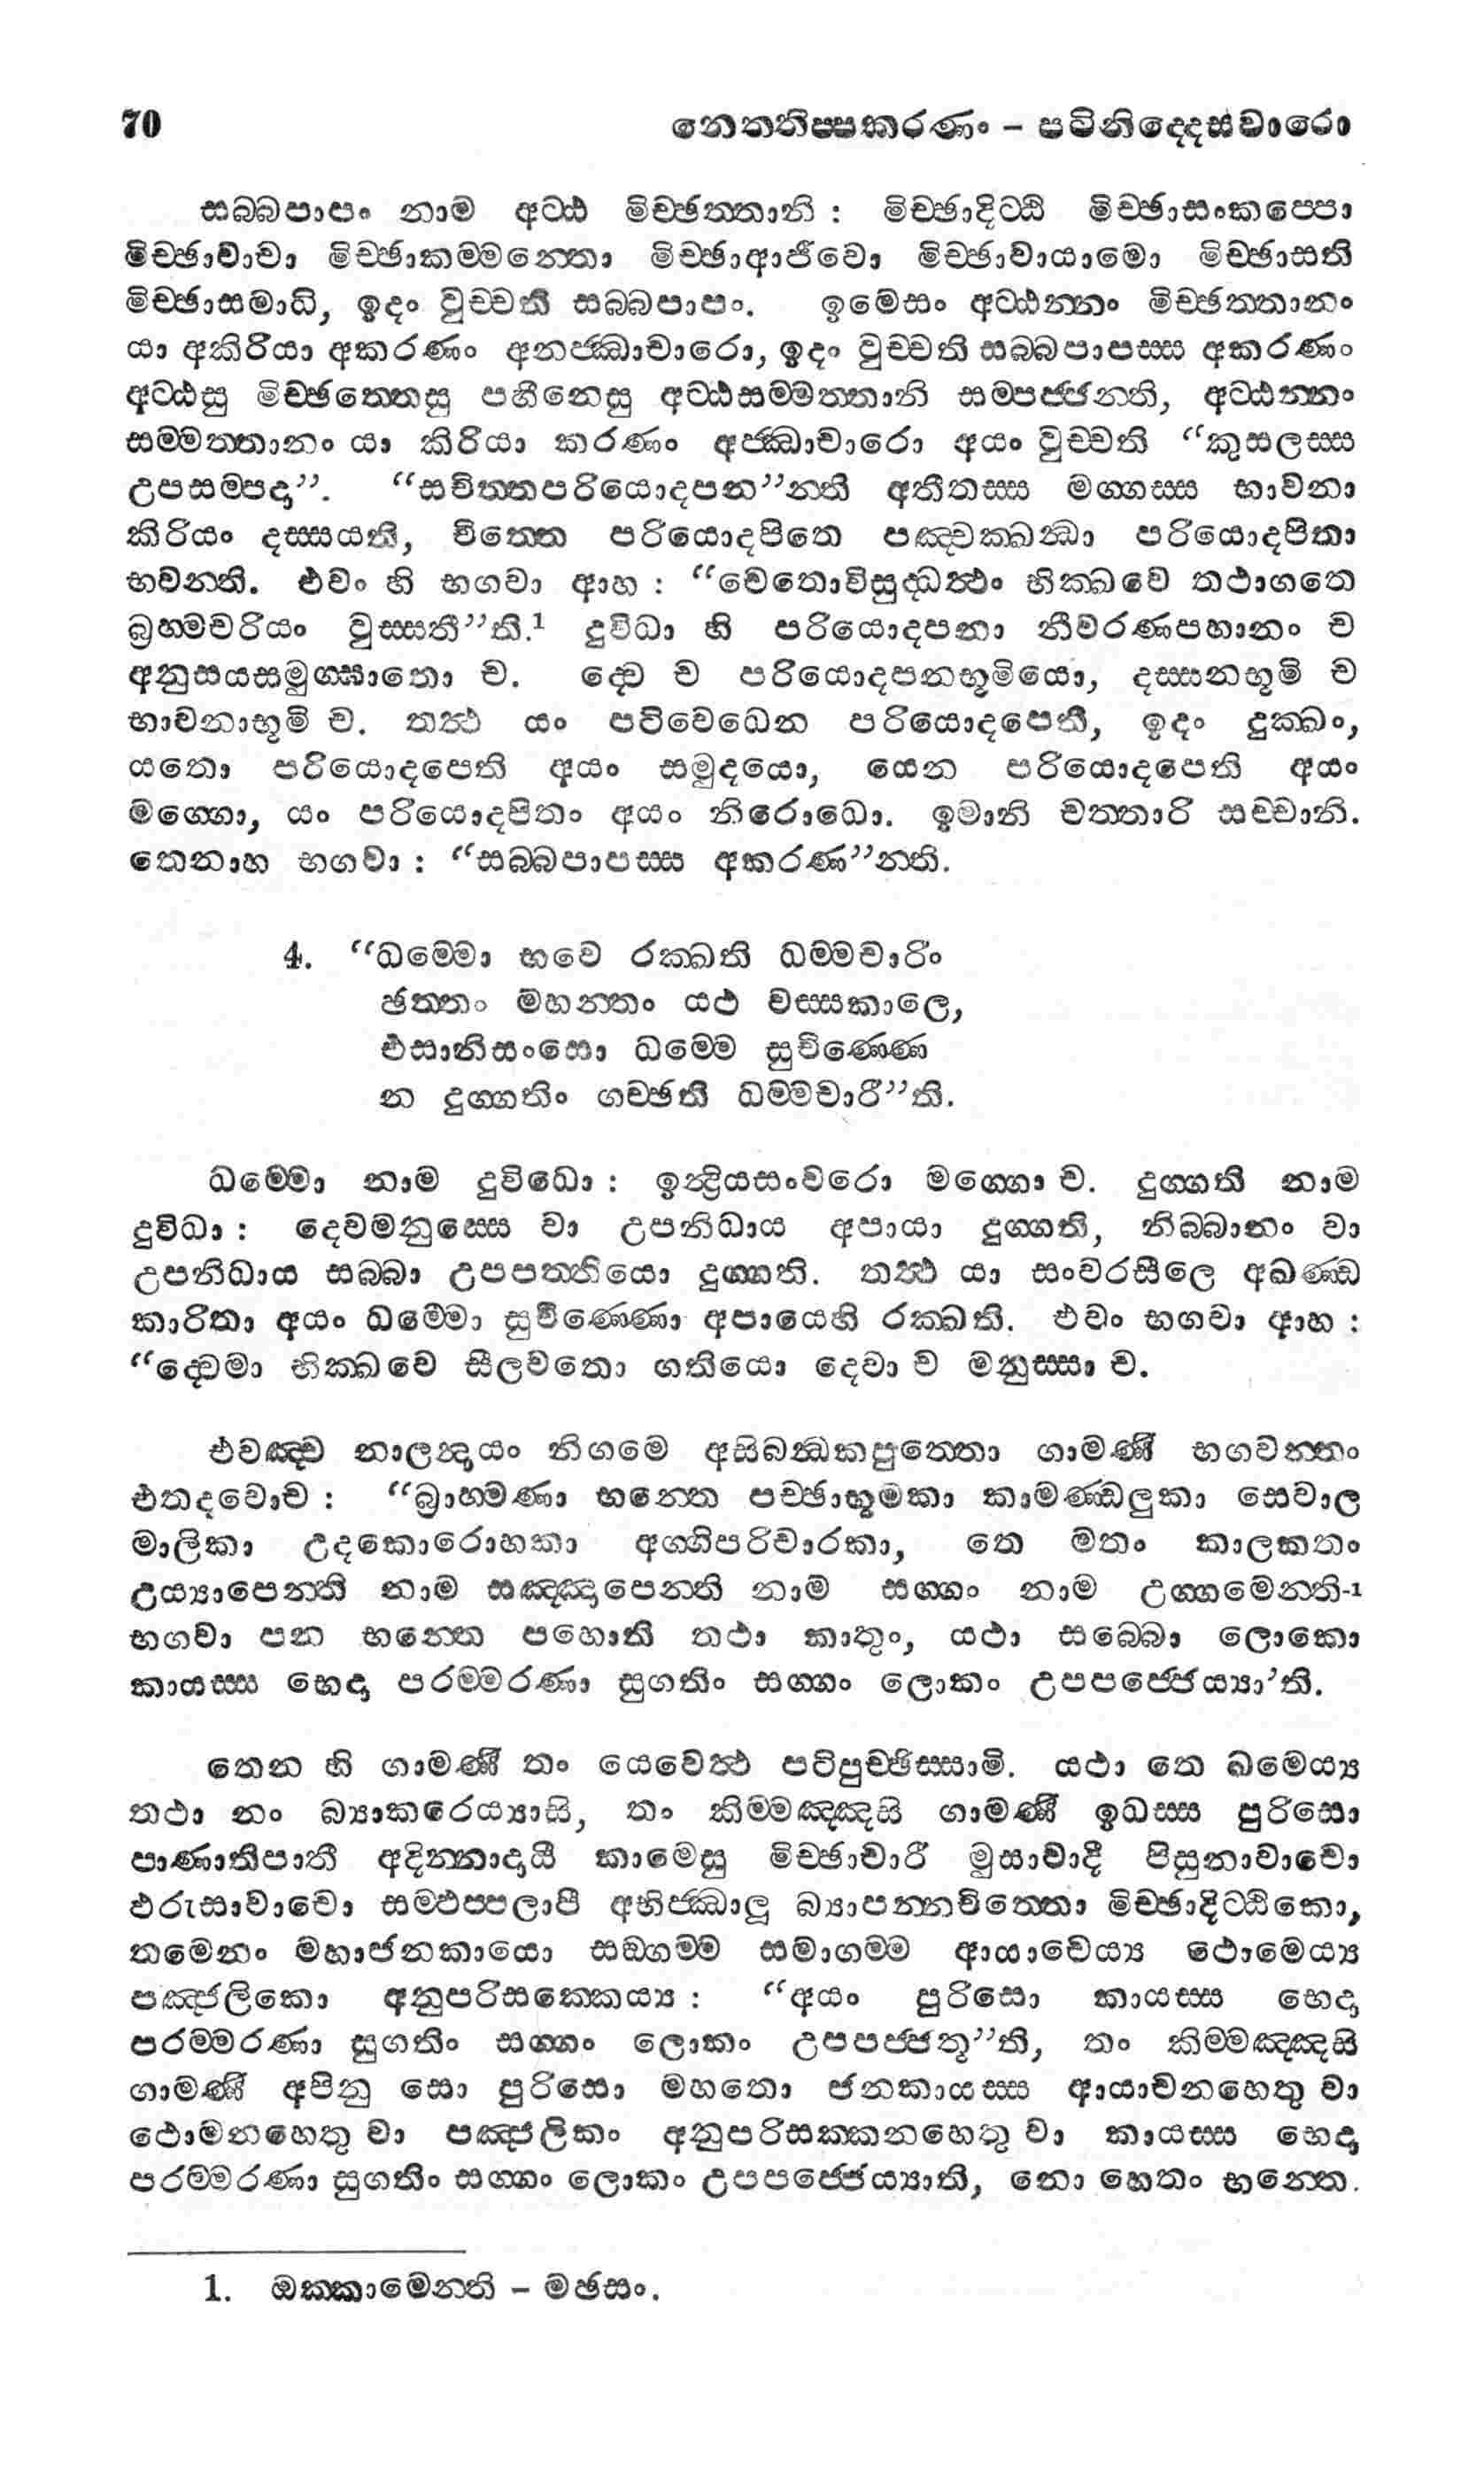 70 නෙත්තිප්පකරණං – පටිනිද්දෙසවාරො
සබ්බපාපං නාම අට්ඨ මිච්ඡත්තානි : මිච්ඡාදිට්ඨි මිච්ඡාසංකප්පො
මිච්ඡාවාචා මිච්ඡාකම්මන්තො මිච්ඡාආජීවො මිච්ඡාවායාමො මිච්ඡාසති
මිච්ඡාසමාධි, ඉදං වුච්චති සබ්බපාපං. ඉමෙසං අට්ඨන්නං මිච්ඡත්තානං
යා අකිරියා අකරණං අනජ්ඣාචාරො, ඉදං වුච්චති සබ්බපාපස්ස අකරණං
අට්ඨසු මිච්ඡත්තෙසු පහීනෙසු අට්ඨසම්මත්තානි සම්පජ්ජන්ති, අට්ඨන්නං
සම්මත්තානං යා කිරියා කරණං අජ්ඣාචාරො අයං වුච්චති “කුසලස්ස
උපසම්පදා”. “සචිත්තපරියොදපන”න්ති අතීතස්ස මග්ගස්ස භාවනා
කිරියං දස්සයති, චිත්තෙ පරියොදපිතෙ පඤ්චක්ඛන්ධා පරියොදපිතා
භවන්ති. එවං හි භගවා ආහ : “චෙතොවිසුද්ධත්ථං භික්ඛවෙ තථාගතෙ
බ්‍රහ්මචරියං වුස්සතී”ති.¹ දුවිධා හි පරියොදපනා නීවරණපහානං ච
අනුසයසමුග්ඝාතො ච. ද්වෙ ච පරියොදපනභූමියො, දස්සනභූමි ච
භාවනාභූමි ච. තත්ථ යං පටිවෙධෙන පරියොදපෙති, ඉදං දුක්ඛං,
යතො පරියොදපෙති අයං සමුදයො, යෙන පරියොදපෙති අයං
මග්ගො, යං පරියොදපිතං අයං නිරොධො. ඉමානි චත්තාරි සච්චානි.
තෙනාහ භගවා : “සබ්බපාපස්ස අකරණ”න්ති.
4. “ධම්මො භවෙ රක්ඛති ධම්මචාරිං
ඡත්තං මහන්තං යථ වස්සකාලෙ,
එසානිසංසො ධම්මෙ සුචිණ්ණෙ
න දුග්ගතිං ගච්ඡති ධම්මචාරී”ති.
ධම්මො නාම දුවිධො : ඉන්ද්‍රියසංවරො මග්ගො ච. දුග්ගති නාම
දුවිධා : දෙවමනුස්සෙ වා උපනිධාය අපායා දුග්ගති, නිබ්බානං වා
උපනිධාය සබ්බා උපපත්තියො දුග්ගති. තත්ථ යා සංවරසීලෙ අඛණ්ඩ
කාරිතා අයං ධම්මො සුචිණ්ණො අපායෙහි රක්ඛති. එවං භගවා ආහ :
“ද්වෙමා භික්ඛවෙ සීලවතො ගතියො දෙවා ච මනුස්සා ච.
එවඤ්ච නාලන්දායං නිගමෙ අසිබන්ධකපුත්තො ගාමණී භගවන්තං
එතදවොච : “බ්‍රාහ්මණා භන්තෙ පච්ඡාභූමකා කාමණ්ඩලුකා සෙවාල
මාලිකා උදකොරොහකා අග්ගිපරිචාරකා, තෙ මතං කාලකතං
උය්‍යාපෙන්ති නාම සඤ්ඤාපෙන්ති නාම සග්ගං නාම උග්ගමෙන්ති-¹
භගවා පන භන්තෙ පහොති තථා කාතුං, යථා සබ්බො ලොකො
කායස්ස භෙදා පරම්මරණා සුගතිං සග්ගං ලොකං උපපජ්ජෙය්‍යා’ති.
තෙන හි ගාමණී තං යෙවෙත්ථ පටිපුච්ඡිස්සාමි. යථා තෙ ඛමෙය්‍ය
තථා නං බ්‍යාකරෙය්‍යාසි, තං කිම්මඤ්ඤසි ගාමණී ඉධස්ස පුරිසො
පාණාතිපාතී අදින්නාදායී කාමෙසු මිච්ඡාචාරී මුසාවාදී පිසුනාවාචො
ඵරුසාවාචො සම්ඵප්පලාපී අභිජ්ඣාලූ බ්‍යාපන්නචිත්තො මිච්ඡාදිට්ඨිකො,
තමෙනං මහාජනකායො සඞ්ගම්ම සමාගම්ම ආයාචෙය්‍ය ථොමෙය්‍ය
පඤ්ජලිකො අනුපරිසක්කෙය්‍ය : “අයං පුරිසො කායස්ස භෙදා
පරම්මරණා සුගතිං සග්ගං ලොකං උපපජ්ජතූ”ති, තං කිම්මඤ්ඤසි
ගාමණී අපිනු සො පුරිසො මහතො ජනකායස්ස ආයාචනහෙතු වා
ථොමනහෙතු වා පඤ්ජලිකං අනුපරිසක්කනහෙතු වා කායස්ස භෙදා
පරම්මරණා සුගතිං සග්ගං ලොකං උපපජ්ජෙය්‍යාති, නො හෙතං භන්තෙ.
1. ඔක්කාමෙන්ති – මඡසං.